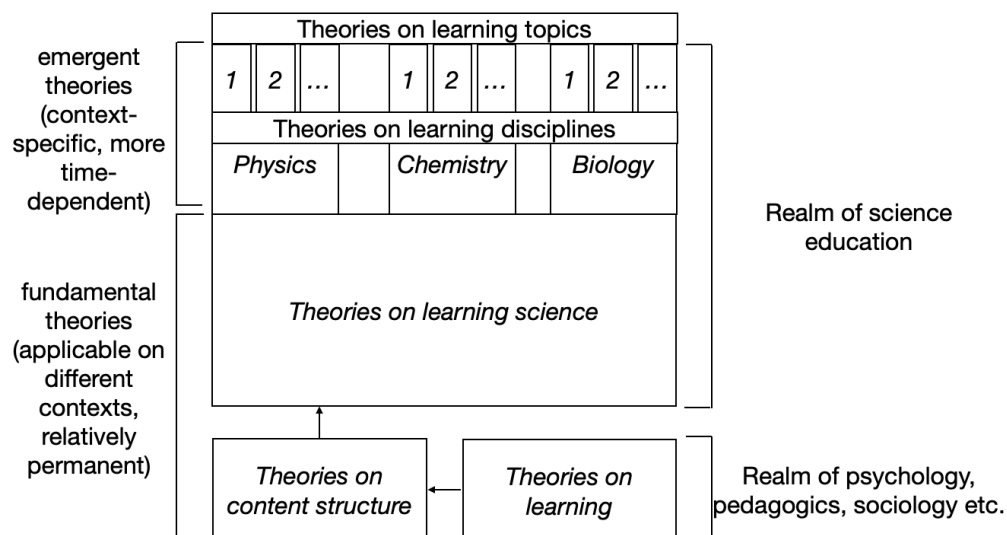 Theories on learning topics
emergent
theories
(context-
specific, more
time-
dependent)
1 2 ... 1 2 ... 1 2 ...
Theories on learning disciplines
Physics Chemistry Biology
Realm of science
education
fundamental
theories
(applicable on
different
contexts,
relatively
permanent)
Theories on learning science
Theories on
content structure
Theories on
learning
Realm of psychology,
pedagogics, sociology etc.